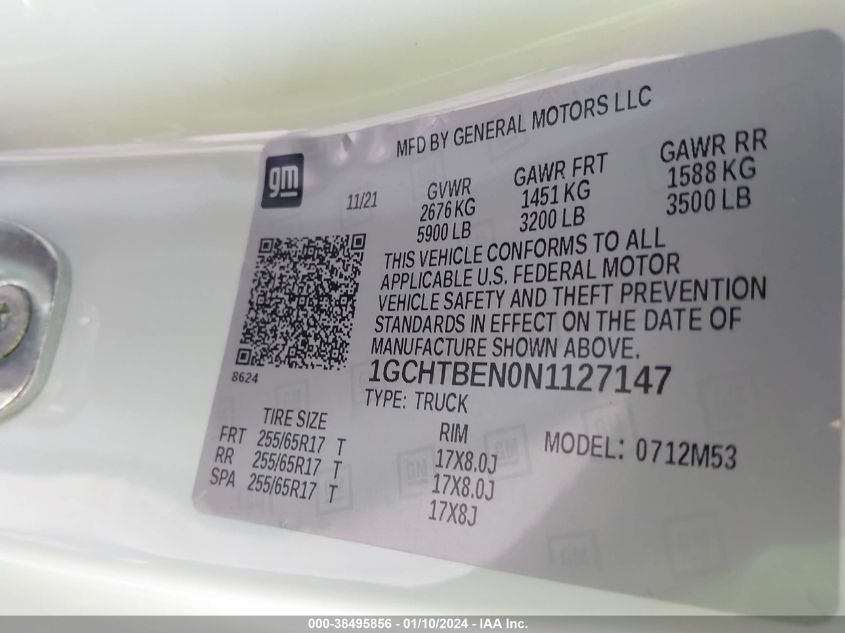 MFD BY GENERAL MOTORS LLC
gm
11/21
GVWR
2676 KG
5900 LB
GAWR FRT
1451 KG
3200 LB
GAWR RR
1588 KG
3500 LB
THIS VEHICLE CONFORMS TO ALL
APPLICABLE U.S. FEDERAL MOTOR
VEHICLE SAFETY AND THEFT PREVENTION
STANDARDS IN EFFECT ON THE DATE OF
MANUFACTURE SHOWN ABOVE.
8624
1GCHTBEN0N1127147
TYPE: TRUCK
TIRE SIZE
RIM
MODEL: 0712M53
FRT 255/65R17 T 17X8.0J
RR 255/65R17 T 17X8.0J
SPA 255/65R17 T 17X8J
000-38495856 - 01/10/2024 - IAA Inc.